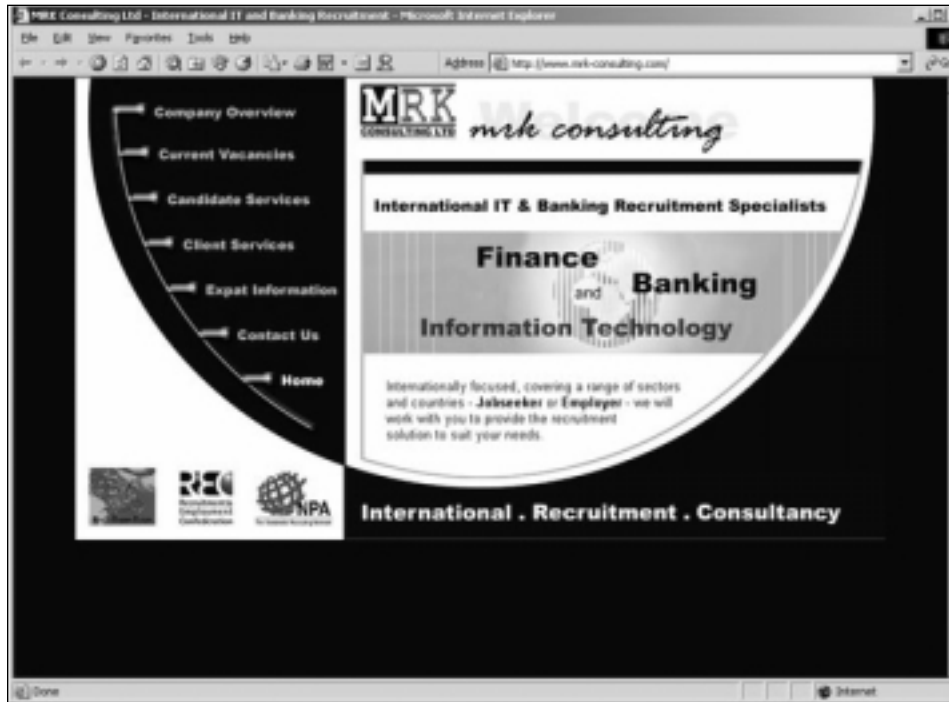 MRK Consulting Ltd - International IT and Banking Recruitment - Microsoft Internet Explorer
File Edit View Favorites Tools Help
Address http://www.mrk-consulting.com/
Company Overview
Current Vacancies
Candidate Services
Client Services
Expat Information
Contact Us
Home
MRK
CONSULTING LTD
Welcome
mrk consulting
International IT & Banking Recruitment Specialists
Finance
and
Banking
Information Technology
Internationally focused, covering a range of sectors
and countries - Jobseeker or Employer - we will
work with you to provide the recruitment
solution to suit your needs.
REC
Recruitment &
Employment
Confederation
NPA
International . Recruitment . Consultancy
Done
Internet